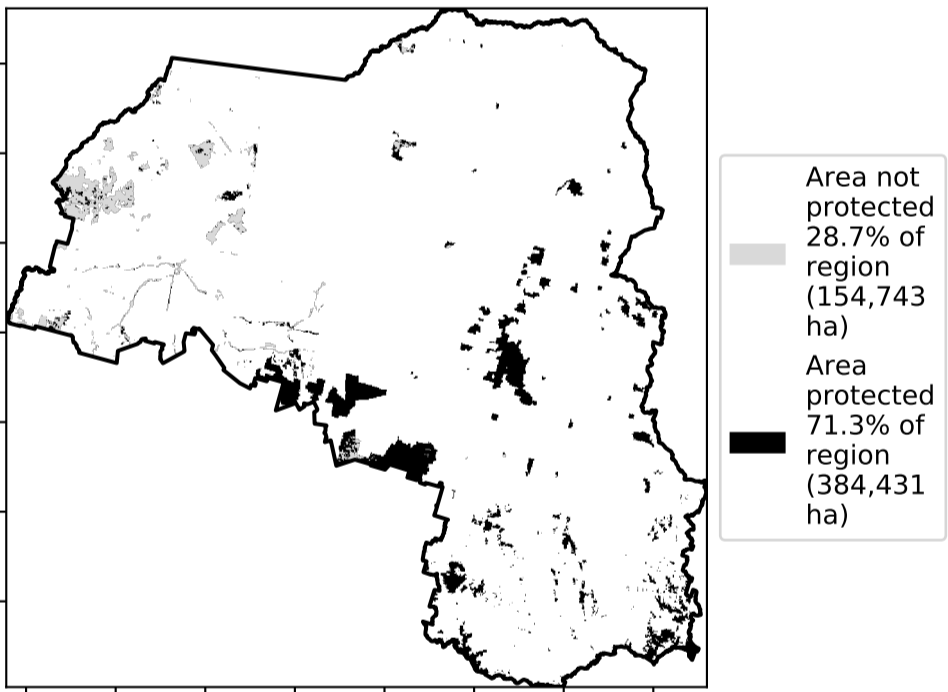 Area not
protected
28.7% of
region
(154,743
ha)
Area
protected
71.3% of
region
(384,431
ha)